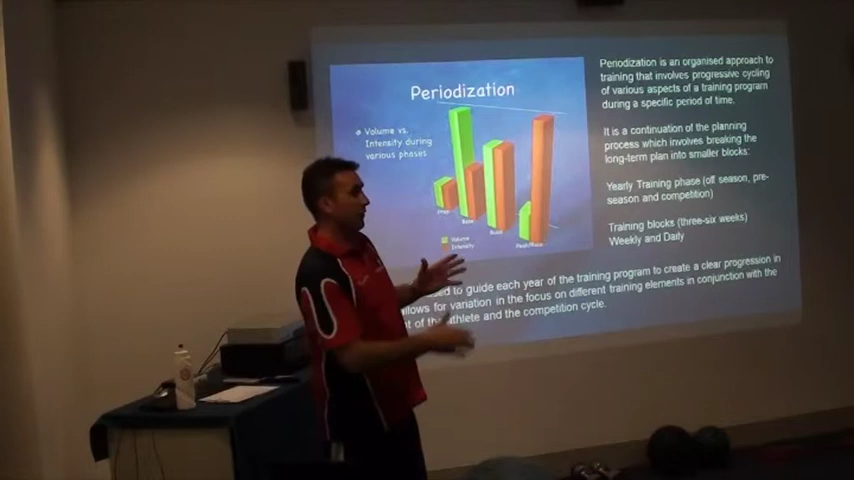 Periodization
Volume vs.
Intensity during
various phases
Prep
Base
Build
Peak Phase
Volume
Intensity
Periodization is an organised approach to
training that involves progressive cycling
of various aspects of a training program
during a specific period of time.
It is a continuation of the planning
process which involves breaking the
long-term plan into smaller blocks:
Yearly Training phase (off season, pre-
season and competition)
Training blocks (three-six weeks)
Weekly and Daily
to guide each year of the training program to create a clear progression in
allows for variation in the focus on different training elements in conjunction with the
of the athlete and the competition cycle.